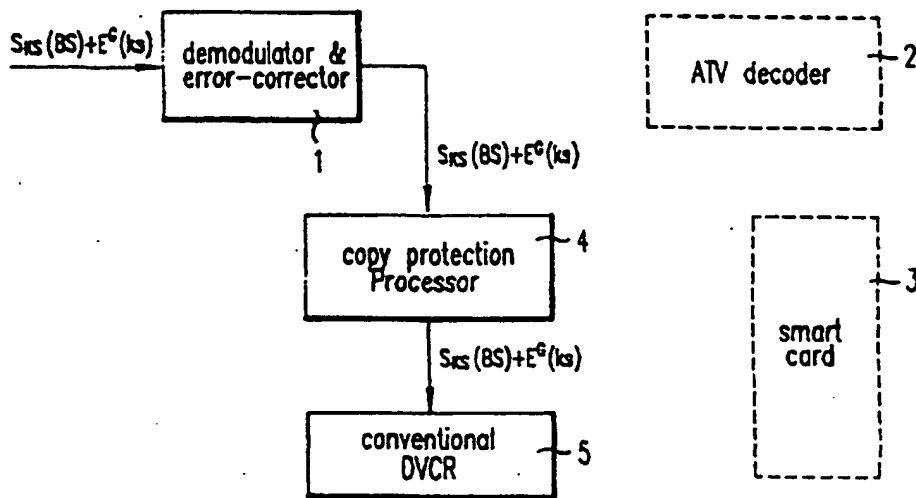 S_KS(BS)+E^G(ks)
demodulator &
error-corrector
1
ATV decoder
2
S_KS(BS)+E^G(ks)
copy protection
Processor
4
3
smart
card
S_KS(BS)+E^G(ks)
conventional
DVCR
5